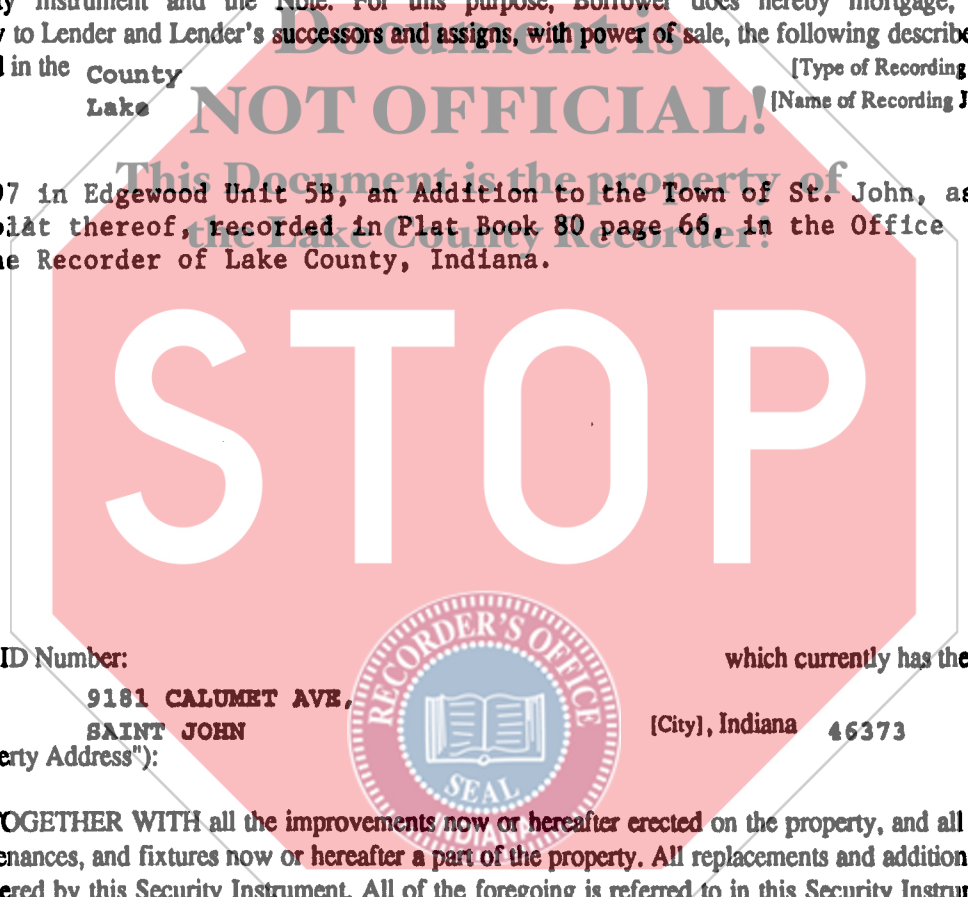 Instrument and the Note. For this purpose, Borrower does hereby mortgage,
to Lender and Lender's successors and assigns, with power of sale, the following describe
Document is
in the County [Type of Recording
Lake [Name of Recording J
NOT OFFICIAL!
This Document is the property of
97 in Edgewood Unit 5B, an Addition to the Town of St. John, as
plat thereof, recorded in Plat Book 80 page 66, in the Office
the Lake County Recorder!
e Recorder of Lake County, Indiana.
STOP
RECORDER'S OFFICE
SEAL
INDIANA
ID Number: which currently has the
9181 CALUMET AVE,
SAINT JOHN [City], Indiana 46373
erty Address"):
OGETHER WITH all the improvements now or hereafter erected on the property, and all
enances, and fixtures now or hereafter a part of the property. All replacements and addition
ered by this Security Instrument. All of the foregoing is referred to in this Security Instrum